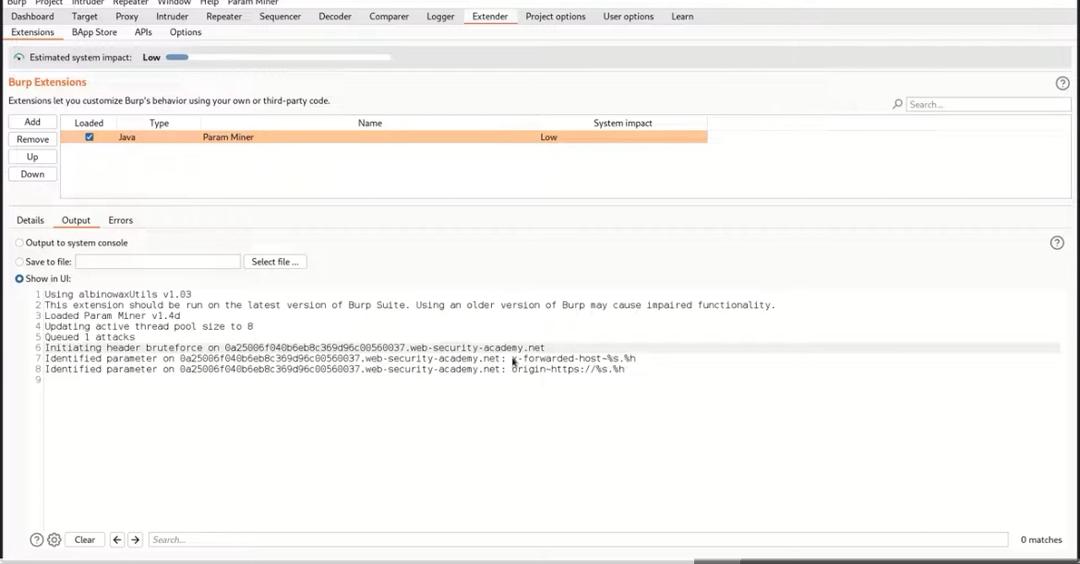 Burp Project Intruder Repeater Window Help Param Miner
Dashboard Target Proxy Intruder Repeater Sequencer Decoder Comparer Logger Extender Project options User options Learn
Extensions BApp Store APIs Options
Estimated system impact: Low
Burp Extensions
?
Extensions let you customize Burp's behavior using your own or third-party code.
Search...
Add
Remove
Up
Down
Loaded Type Name System impact
Java Param Miner Low
Details Output Errors
Output to system console
?
Save to file: Select file ...
Show in UI:
1 Using albinowaxUtils v1.03
2 This extension should be run on the latest version of Burp Suite. Using an older version of Burp may cause impaired functionality.
3 Loaded Param Miner v1.4d
4 Updating active thread pool size to 8
5 Queued 1 attacks
6 Initiating header bruteforce on 0a25006f040b6eb8c369d96c00560037.web-security-academy.net
7 Identified parameter on 0a25006f040b6eb8c369d96c00560037.web-security-academy.net: x-forwarded-host~%s.%h
8 Identified parameter on 0a25006f040b6eb8c369d96c00560037.web-security-academy.net: origin~https://%s.%h
9
? Clear Search... 0 matches